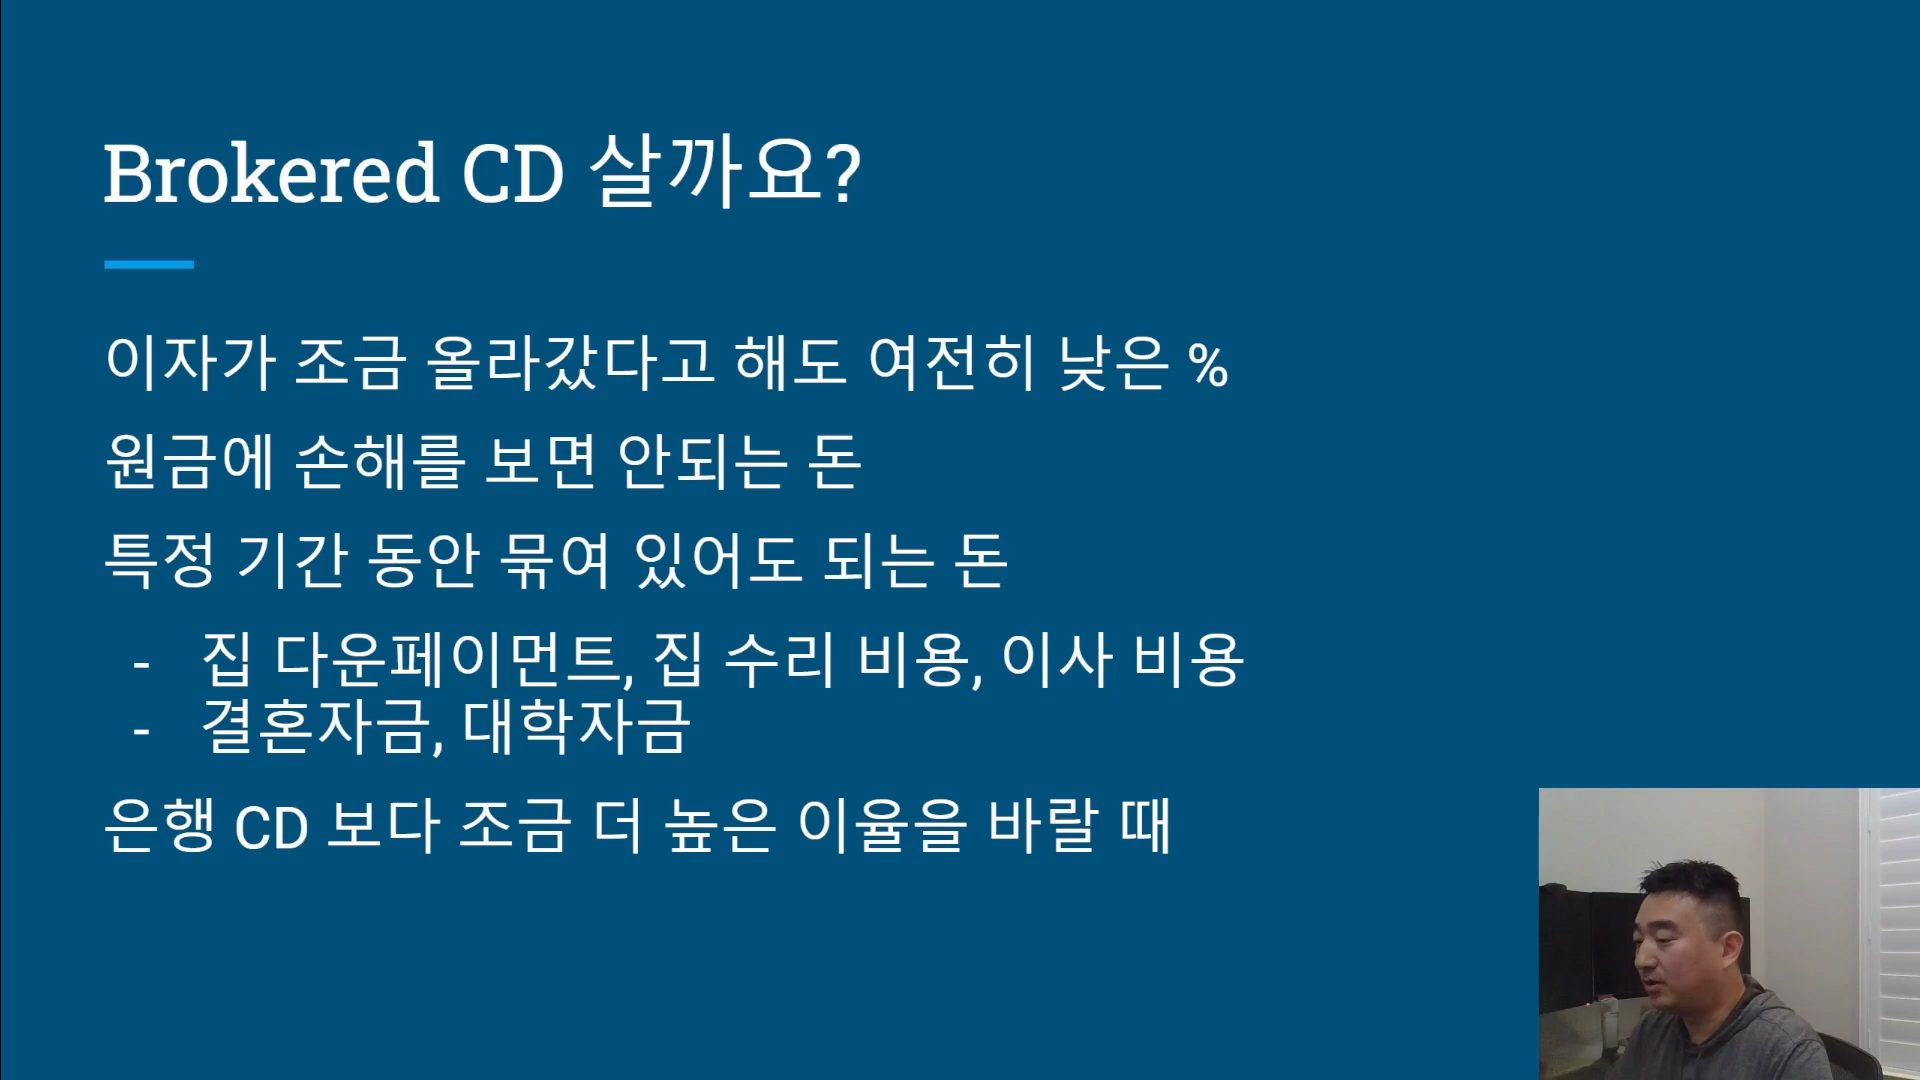 Brokered CD 살까요?
이자가 조금 올라갔다고 해도 여전히 낮은 %
원금에 손해를 보면 안되는 돈
특정 기간 동안 묶여 있어도 되는 돈
- 집 다운페이먼트, 집 수리 비용, 이사 비용
- 결혼자금, 대학자금
은행 CD 보다 조금 더 높은 이율을 바랄 때